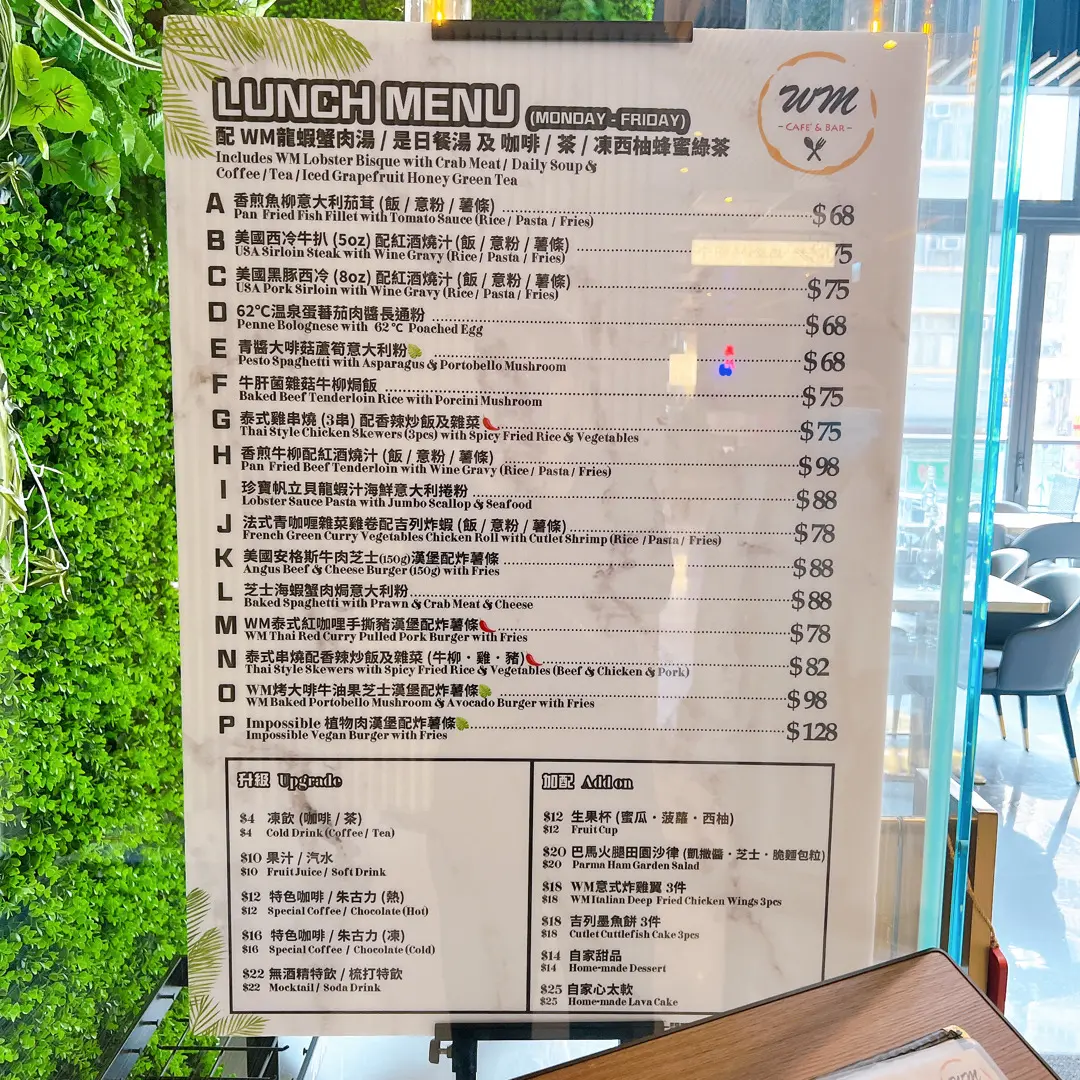 LUNCH MENU (MONDAY - FRIDAY)
WM
- CAFE' & BAR -
配 WM龍蝦蟹肉湯 / 是日餐湯 及 咖啡 / 茶 / 凍西柚蜂蜜綠茶
Includes WM Lobster Bisque with Crab Meat / Daily Soup &
Coffee / Tea / Iced Grapefruit Honey Green Tea
A 香煎魚柳意大利茄茸 (飯 / 意粉 / 薯條) $68
Pan Fried Fish Fillet with Tomato Sauce (Rice / Pasta / Fries)
B 美國西冷牛扒 (5oz) 配紅酒燒汁 (飯 / 意粉 / 薯條) 75
USA Sirloin Steak with Wine Gravy (Rice / Pasta / Fries)
C 美國黑豚西冷 (8oz) 配紅酒燒汁 (飯 / 意粉 / 薯條) $75
USA Pork Sirloin with Wine Gravy (Rice / Pasta / Fries)
D 62℃温泉蛋蕃茄肉醬長通粉 $68
Penne Bolognese with 62℃ Poached Egg
E 青醬大啡菇蘆筍意大利粉 $68
Pesto Spaghetti with Asparagus & Portobello Mushroom
F 牛肝菌雜菇牛柳焗飯 $75
Baked Beef Tenderloin Rice with Porcini Mushroom
G 泰式雞串燒 (3串) 配香辣炒飯及雜菜 $75
Thai Style Chicken Skewers (3pcs) with Spicy Fried Rice & Vegetables
H 香煎牛柳配紅酒燒汁 (飯 / 意粉 / 薯條) $98
Pan Fried Beef Tenderloin with Wine Gravy (Rice / Pasta / Fries)
I 珍寶帆立貝龍蝦汁海鮮意大利捲粉 $88
Lobster Sauce Pasta with Jumbo Scallop & Seafood
J 法式青咖喱雜菜雞卷配吉列炸蝦 (飯 / 意粉 / 薯條) $78
French Green Curry Vegetables Chicken Roll with Cutlet Shrimp (Rice / Pasta / Fries)
K 美國安格斯牛肉芝士(150g)漢堡配炸薯條 $88
Angus Beef & Cheese Burger (150g) with Fries
L 芝士海蝦蟹肉焗意大利粉 $88
Baked Spaghetti with Prawn & Crab Meat & Cheese
M WM泰式紅咖哩手撕豬漢堡配炸薯條 $78
WM Thai Red Curry Pulled Pork Burger with Fries
N 泰式串燒配香辣炒飯及雜菜 (牛柳・雞・豬) $82
Thai Style Skewers with Spicy Fried Rice & Vegetables (Beef & Chicken & Pork)
O WM烤大啡牛油果芝士漢堡配炸薯條 $98
WM Baked Portobello Mushroom & Avocado Burger with Fries
P Impossible 植物肉漢堡配炸薯條 $128
Impossible Vegan Burger with Fries
升級 Upgrade
$4 凍飲 (咖啡 / 茶)
$4 Cold Drink (Coffee / Tea)
$10 果汁 / 汽水
$10 Fruit Juice / Soft Drink
$12 特色咖啡 / 朱古力 (熱)
$12 Special Coffee / Chocolate (Hot)
$16 特色咖啡 / 朱古力 (凍)
$16 Special Coffee / Chocolate (Cold)
$22 無酒精特飲 / 梳打特飲
$22 Mocktail / Soda Drink
加配 Add on
$12 生果杯 (蜜瓜・菠蘿・西柚)
$12 Fruit Cup
$20 巴馬火腿田園沙律 (凱撒醬・芝士・脆麵包粒)
$20 Parma Ham Garden Salad
$18 WM意式炸雞翼 3件
$18 WM Italian Deep Fried Chicken Wings 3pcs
$18 吉列墨魚餅 3件
$18 Cutlet Cuttlefish Cake 3pcs
$14 自家甜品
$14 Home-made Dessert
$25 自家心太軟
$25 Home-made Lava Cake
WM